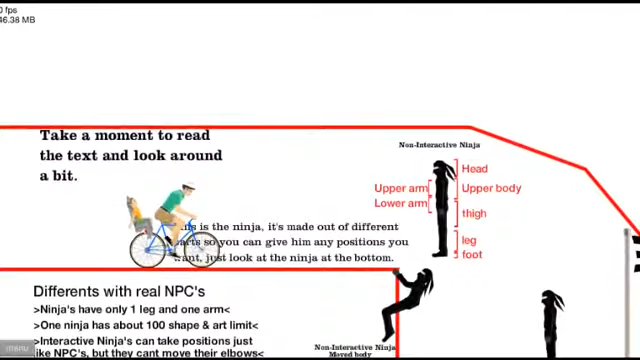 0 fps
46.38 MB
Take a moment to read
the text and look around
a bit.
Non-Interactive Ninja
Head
Upper arm
Upper body
Lower arm
thigh
leg
foot
is is the ninja, it's made out of different
arts so you can give him any positions you
want, just look at the ninja at the bottom.
Differents with real NPC's
>Ninja's have only 1 leg and one arm<
>One ninja has about 100 shape & art limit<
>Interactive Ninja's can take positions just
like NPC's, but they cant move their elbows<
Non-Interactive Ninja
Moved body
menu